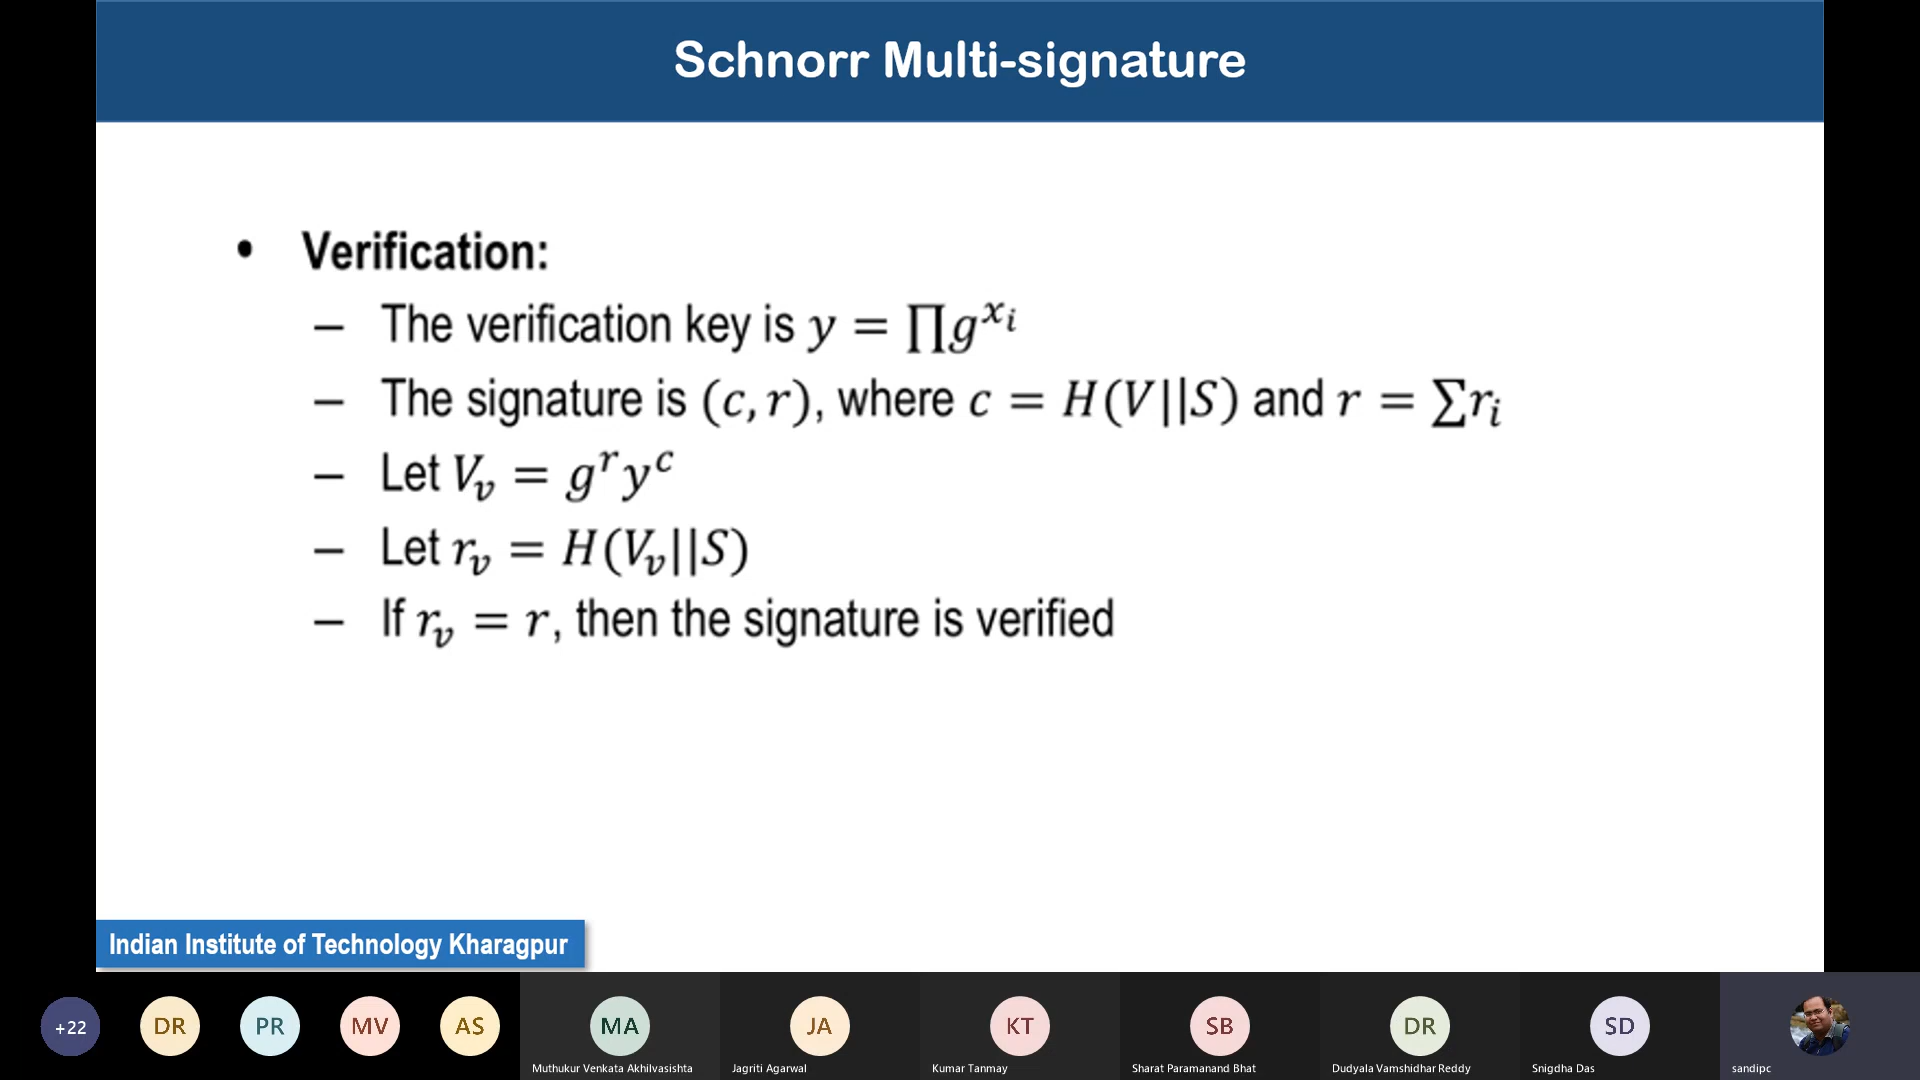 Schnorr Multi-signature
• Verification:
– The verification key is y = ∏g^{x_i}
– The signature is (c, r), where c = H(V||S) and r = ∑r_i
– Let V_v = g^r y^c
– Let r_v = H(V_v||S)
– If r_v = r, then the signature is verified
Indian Institute of Technology Kharagpur
+22 DR PR MV AS MA JA KT SB DR SD
Muthukur Venkata Akhilvasishta Jagriti Agarwal Kumar Tanmay Sharat Paramanand Bhat Dudyala Vamshidhar Reddy Snigdha Das sandipc